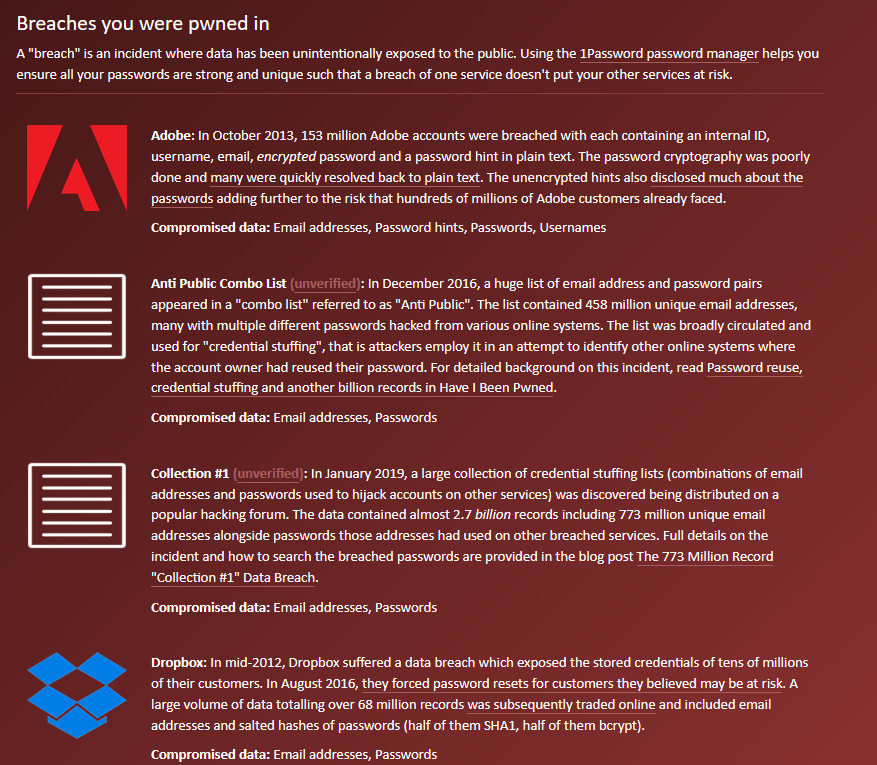 Breaches you were pwned in
A "breach" is an incident where data has been unintentionally exposed to the public. Using the 1Password password manager helps you
ensure all your passwords are strong and unique such that a breach of one service doesn't put your other services at risk.
Adobe: In October 2013, 153 million Adobe accounts were breached with each containing an internal ID,
username, email, encrypted password and a password hint in plain text. The password cryptography was poorly
done and many were quickly resolved back to plain text. The unencrypted hints also disclosed much about the
passwords adding further to the risk that hundreds of millions of Adobe customers already faced.
Compromised data: Email addresses, Password hints, Passwords, Usernames
Anti Public Combo List (unverified): In December 2016, a huge list of email address and password pairs
appeared in a "combo list" referred to as "Anti Public". The list contained 458 million unique email addresses,
many with multiple different passwords hacked from various online systems. The list was broadly circulated and
used for "credential stuffing", that is attackers employ it in an attempt to identify other online systems where
the account owner had reused their password. For detailed background on this incident, read Password reuse,
credential stuffing and another billion records in Have I Been Pwned.
Compromised data: Email addresses, Passwords
Collection #1 (unverified): In January 2019, a large collection of credential stuffing lists (combinations of email
addresses and passwords used to hijack accounts on other services) was discovered being distributed on a
popular hacking forum. The data contained almost 2.7 billion records including 773 million unique email
addresses alongside passwords those addresses had used on other breached services. Full details on the
incident and how to search the breached passwords are provided in the blog post The 773 Million Record
"Collection #1" Data Breach.
Compromised data: Email addresses, Passwords
Dropbox: In mid-2012, Dropbox suffered a data breach which exposed the stored credentials of tens of millions
of their customers. In August 2016, they forced password resets for customers they believed may be at risk. A
large volume of data totalling over 68 million records was subsequently traded online and included email
addresses and salted hashes of passwords (half of them SHA1, half of them bcrypt).
Compromised data: Email addresses, Passwords